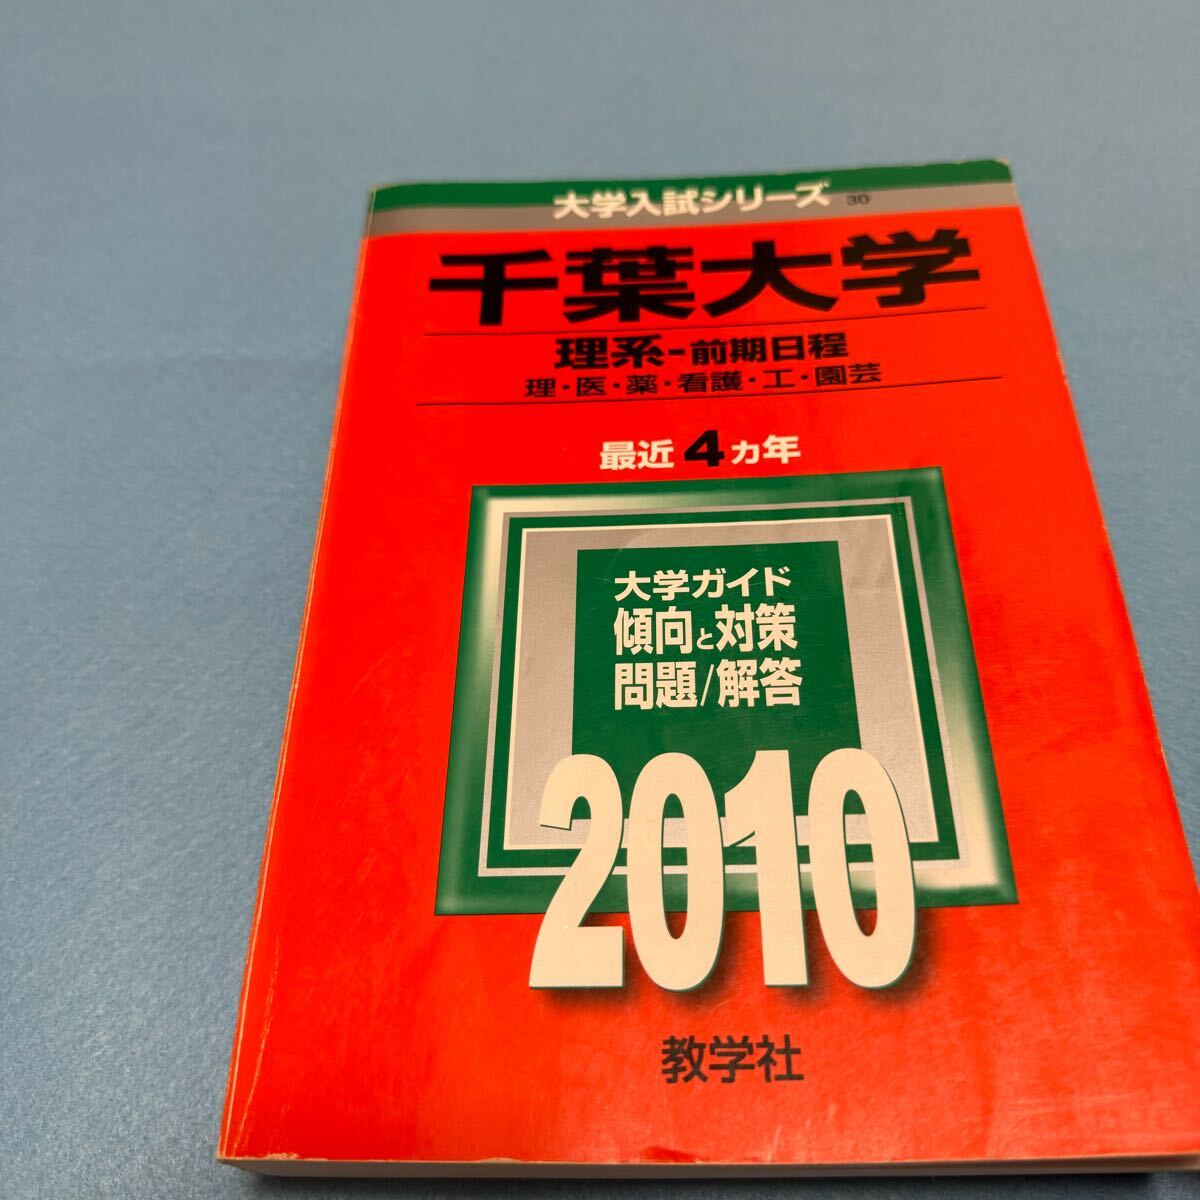 大学入試シリーズ 30
千葉大学
理系-前期日程
理・医・薬・看護・工・園芸
最近4カ年
大学ガイド
傾向と対策
問題/解答
2010
教学社